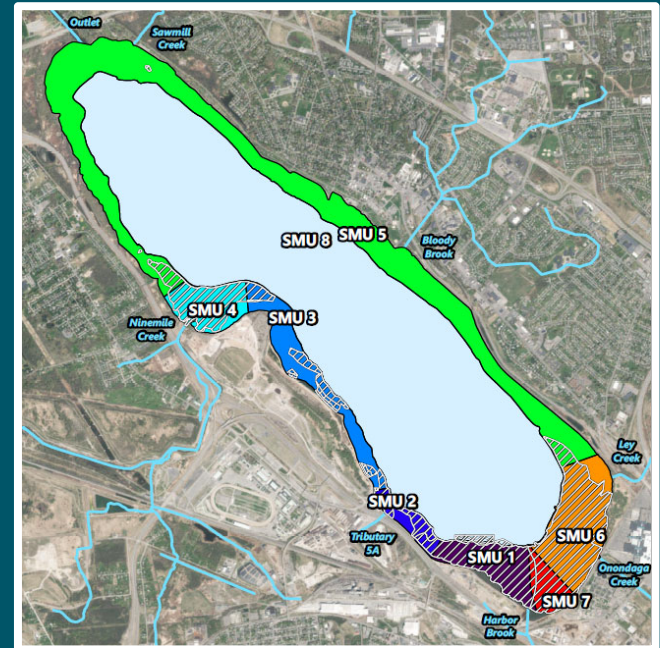 Outlet
Sawmill
Creek
SMU 8
SMU 5
Bloody
Brook
SMU 4
SMU 3
Ninemile
Creek
Ley
Creek
SMU 2
SMU 6
Tributary
5A
SMU 1
Onondaga
Creek
SMU 7
Harbor
Brook